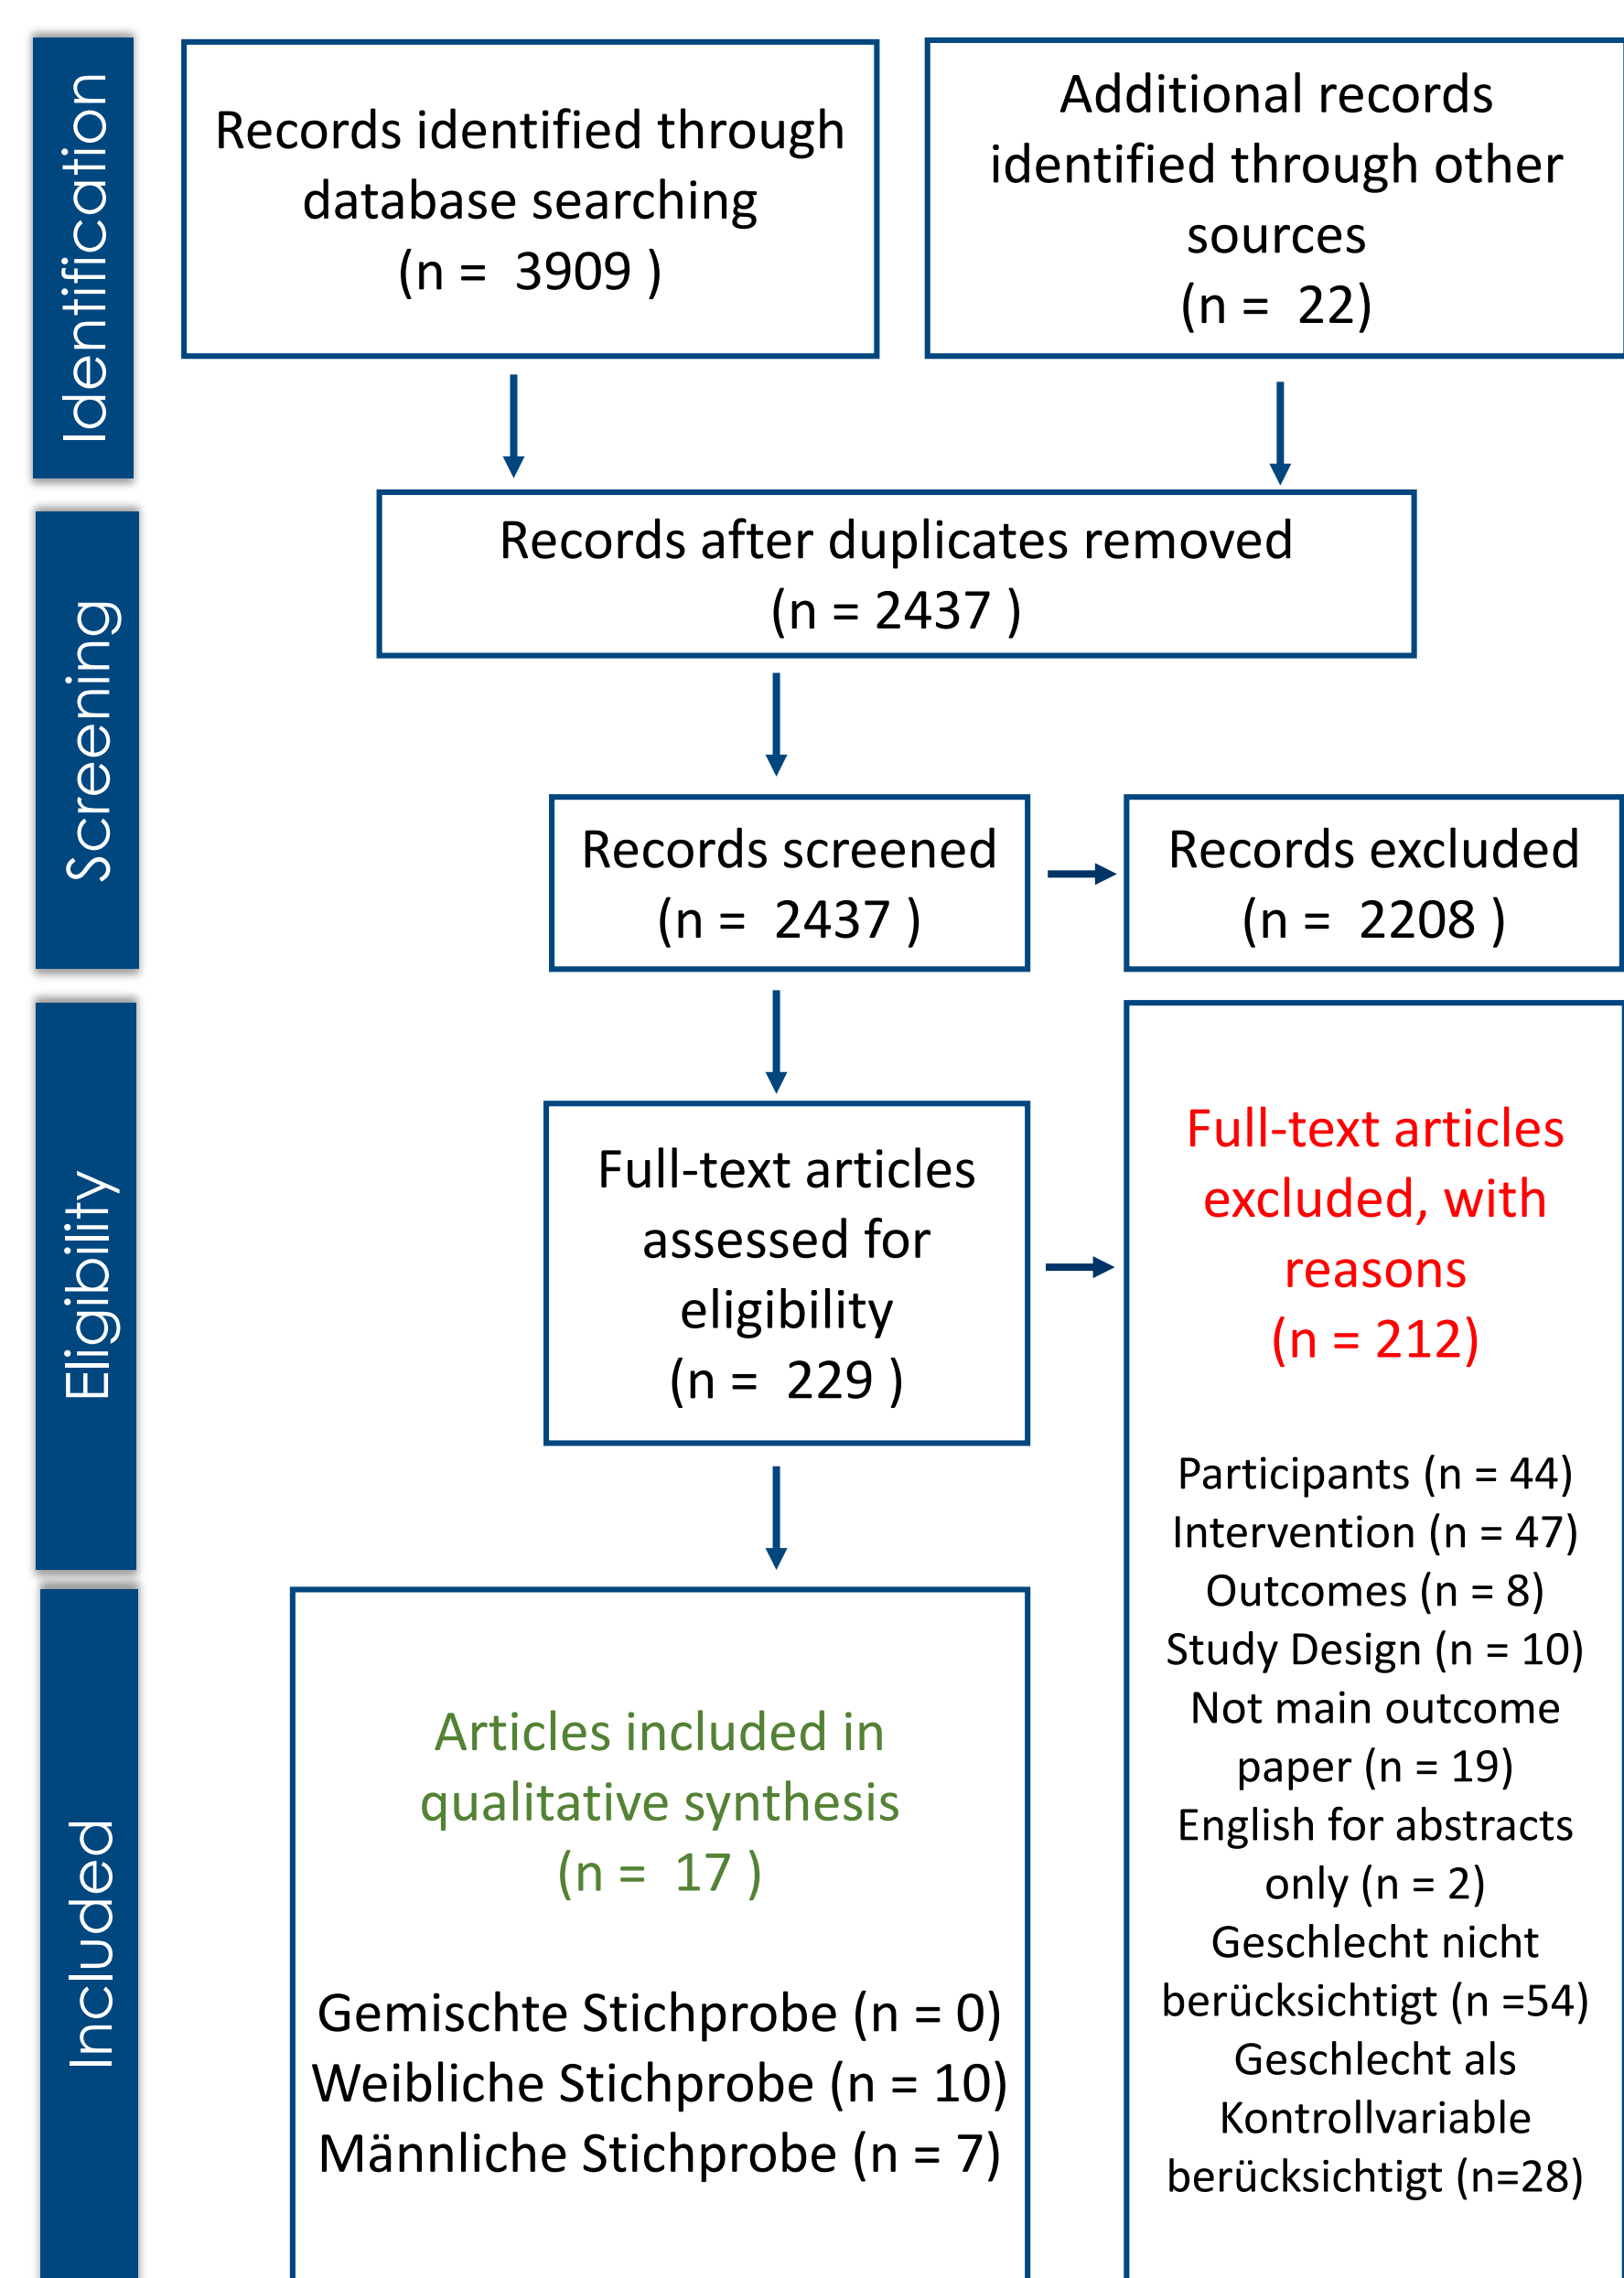 Identification
Records identified through
database searching
(n =  3909 )
Additional records
identified through other
sources
(n =  22)
Screening
Records after duplicates removed
(n = 2437 )
Records screened
(n =  2437 )
Records excluded
(n =  2208 )
Eligibility
Full-text articles
assessed for
eligibility
(n =  229 )
Full-text articles
excluded, with
reasons
(n = 212)
Participants (n = 44)
Intervention (n = 47)
Outcomes (n = 8)
Study Design (n = 10)
Not main outcome
paper (n = 19)
English for abstracts
only (n = 2)
Geschlecht nicht
berücksichtigt (n =54)
Geschlecht als
Kontrollvariable
berücksichtigt (n=28)
Included
Articles included in
qualitative synthesis
(n =  17 )
Gemischte Stichprobe (n = 0)
Weibliche Stichprobe (n = 10)
Männliche Stichprobe (n = 7)